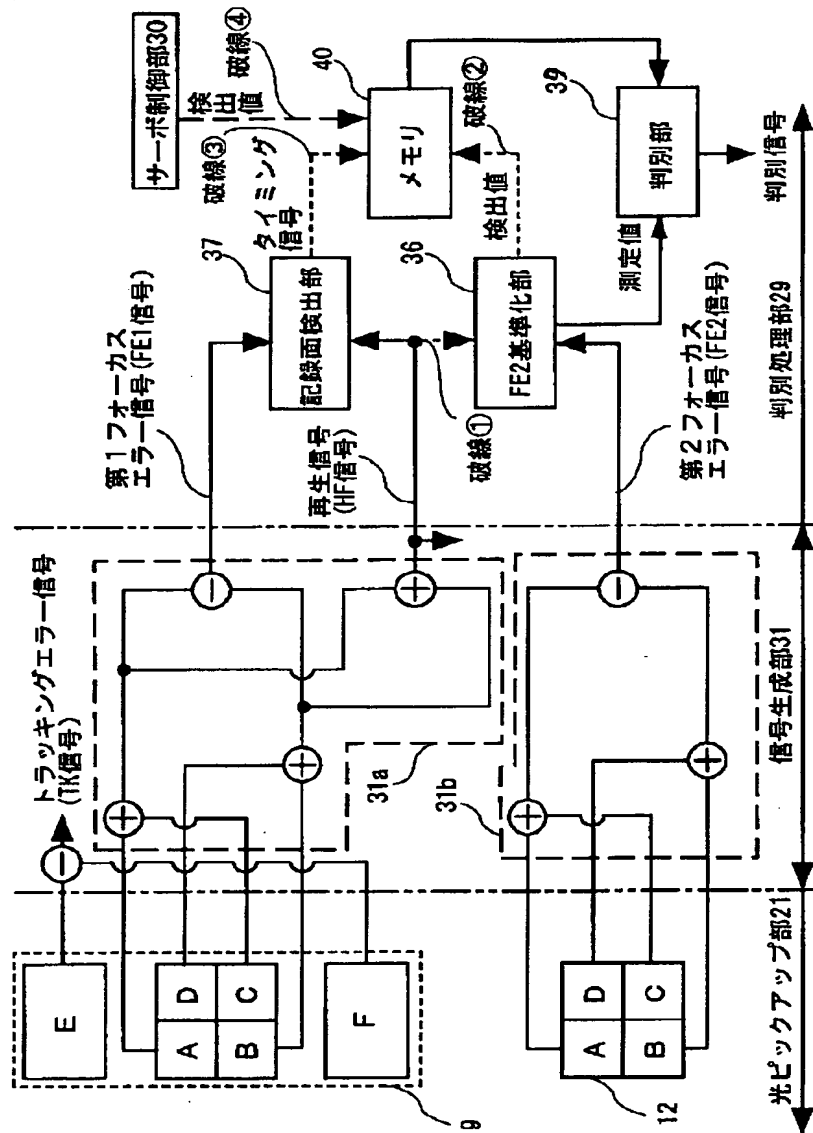 光ピックアップ部21
信号生成部31
判別処理部29
9
E
A
D
B
C
F
12
A
D
B
C
トラッキングエラー信号
(TK信号)
31a
31b
第1フォーカス
エラー信号(FE1信号)
再生信号
(HF信号)
破線①
第2フォーカス
エラー信号(FE2信号)
37
記録面検出部
36
FE2基準化部
タイミング
信号
破線③
検出値
破線②
測定値
サーボ制御部30
検出値
破線④
40
メモリ
39
判別部
判別信号